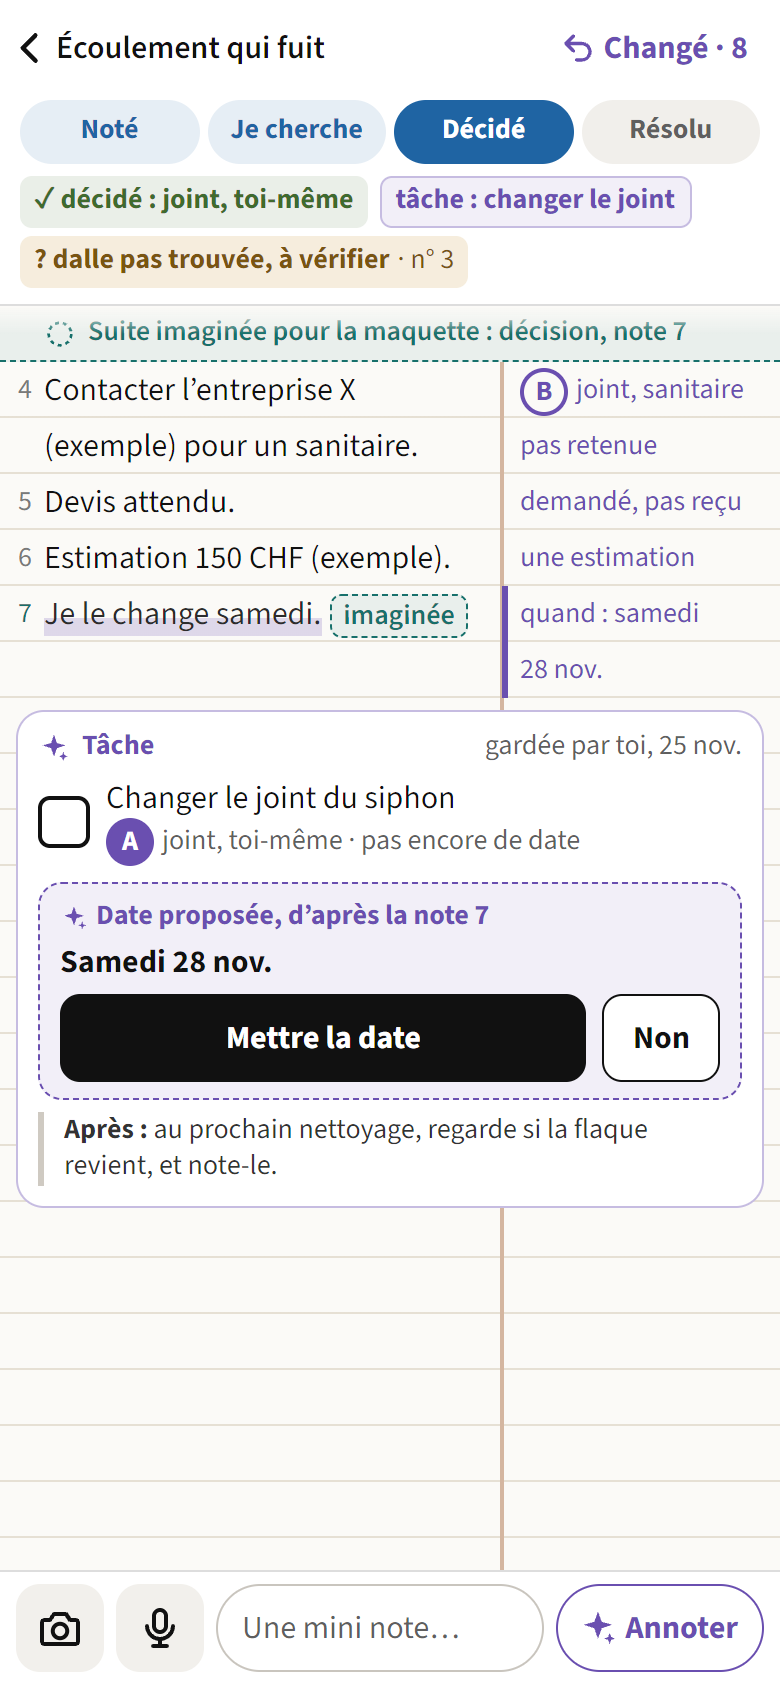 Écoulement qui fuit
Changé · 8
Noté
Je cherche
Décidé
Résolu
✓ décidé : joint, toi-même
tâche : changer le joint
? dalle pas trouvée, à vérifier · n° 3
Suite imaginée pour la maquette : décision, note 7
4 Contacter l’entreprise X
B joint, sanitaire
(exemple) pour un sanitaire.
pas retenue
5 Devis attendu.
demandé, pas reçu
6 Estimation 150 CHF (exemple).
une estimation
7 Je le change samedi. imaginée
quand : samedi
28 nov.
Tâche
gardée par toi, 25 nov.
Changer le joint du siphon
A joint, toi-même · pas encore de date
Date proposée, d’après la note 7
Samedi 28 nov.
Mettre la date
Non
Après : au prochain nettoyage, regarde si la flaque
revient, et note-le.
Une mini note…
Annoter